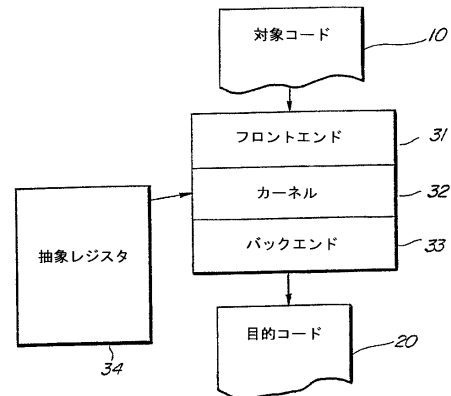 対象コード
10
フロントエンド
31
カーネル
32
抽象レジスタ
バックエンド
33
34
目的コード
20